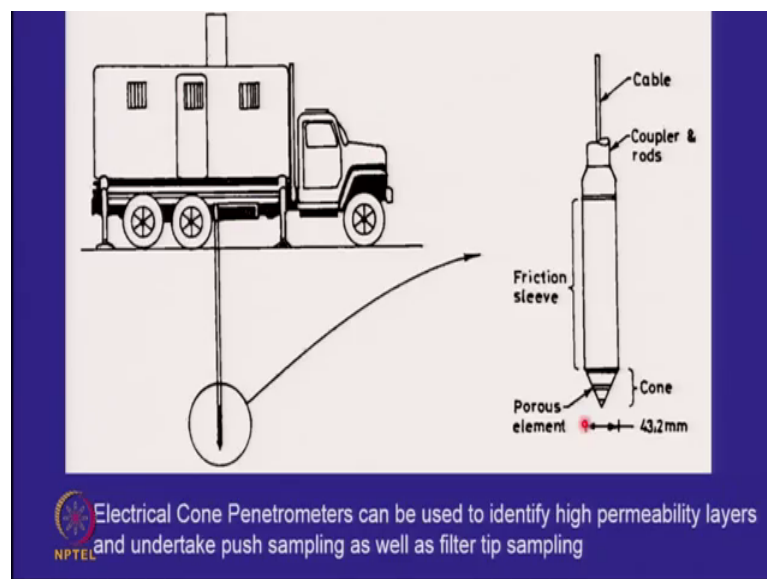 Cable
Coupler &
rods
Friction
sleeve
Cone
Porous
element
43.2mm
Electrical Cone Penetrometers can be used to identify high permeability layers
and undertake push sampling as well as filter tip sampling
NPTEL